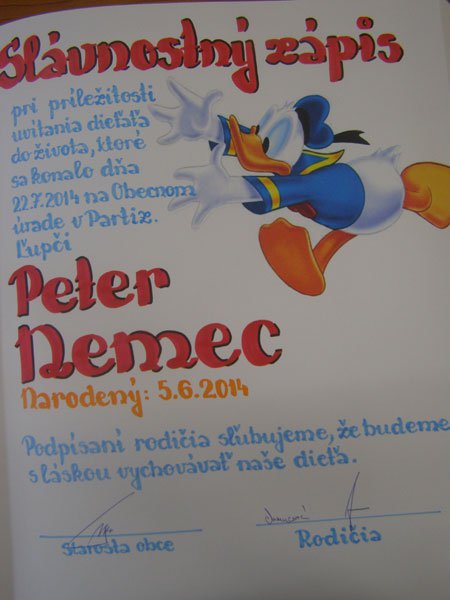 Slávnostný zápis
pri príležitosti
uvítania dieťaťa
do života, ktoré
sa konalo dňa
22.7.2014 na Obecnom
úrade v Partiz.
Ľupči
Peter
Nemec
Narodený: 5.6.2014
Podpísaní rodičia sľubujeme, že budeme
s láskou vychovávať naše dieťa.
Starosta obce
Rodičia